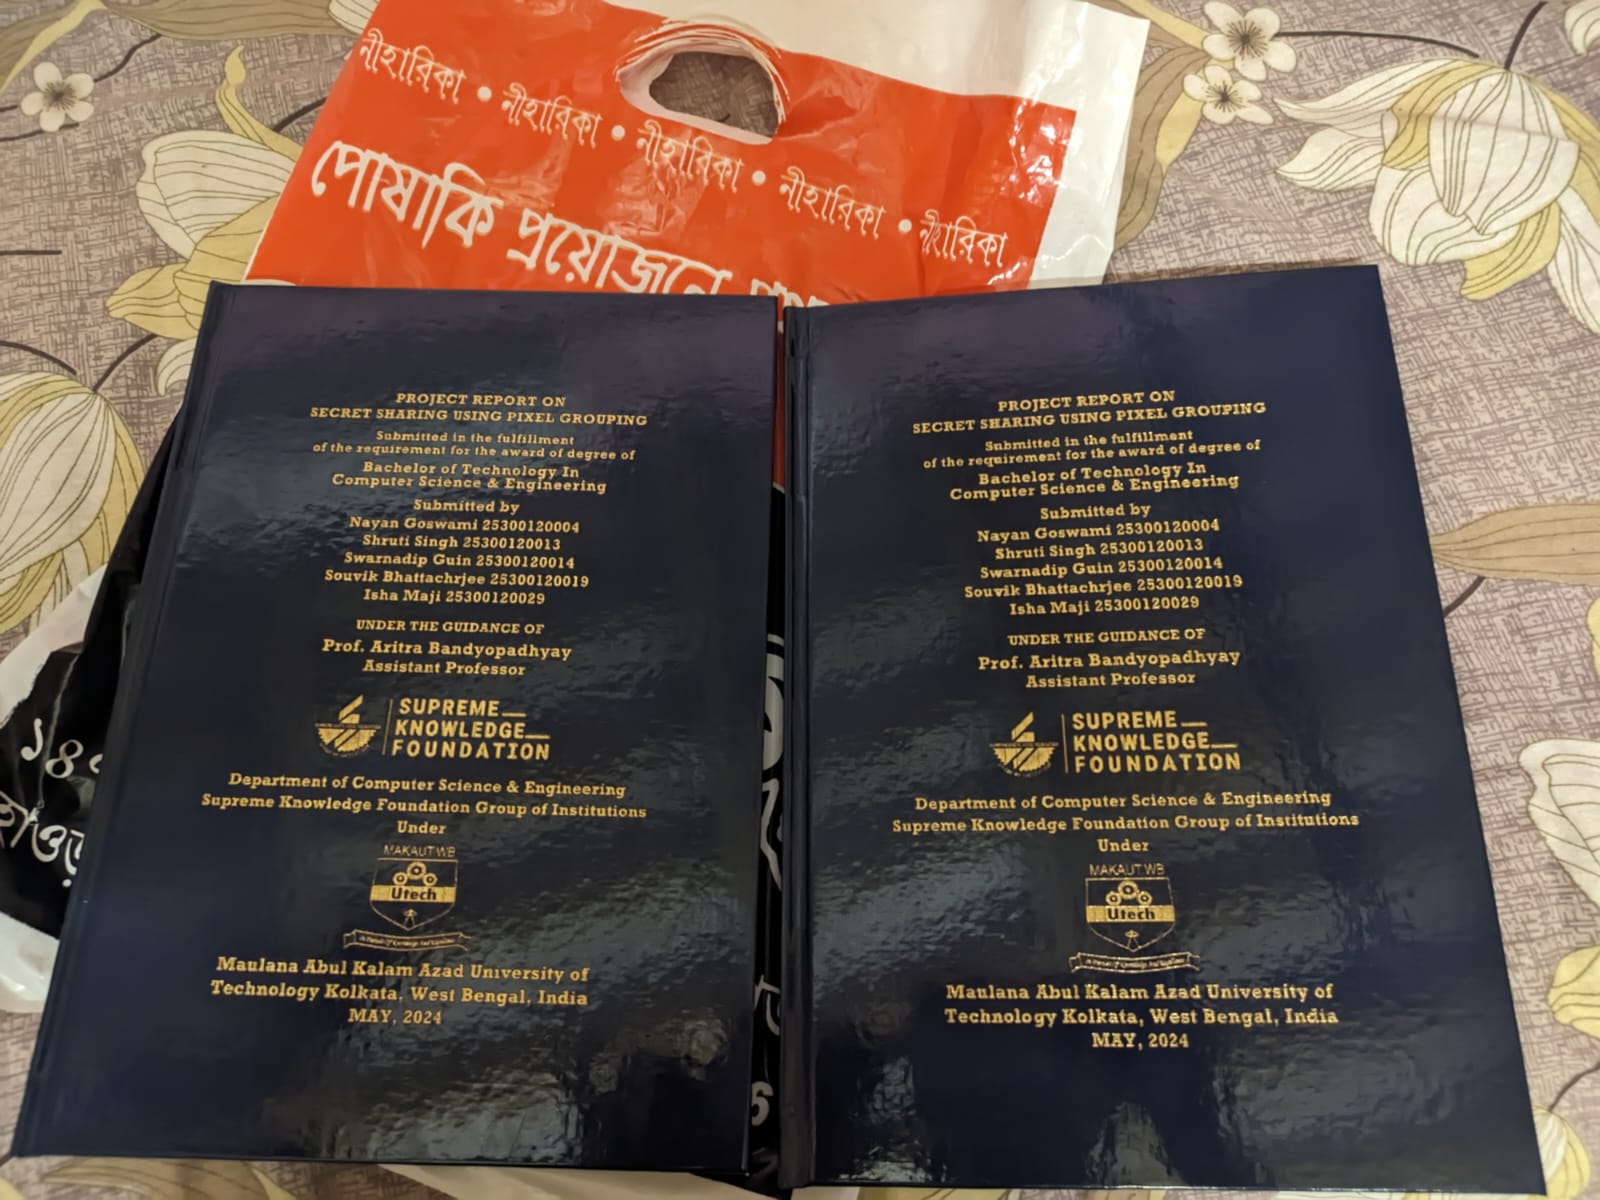 নীহারিকা • নীহারিকা • নীহারিকা • নীহারিকা • নীহারিকা
পোষাকি প্রয়োজনে
PROJECT REPORT ON
SECRET SHARING USING PIXEL GROUPING
Submitted in the fulfillment
of the requirement for the award of degree of
Bachelor of Technology In
Computer Science & Engineering
Submitted by
Nayan Goswami 25300120004
Shruti Singh 25300120013
Swarnadip Guin 25300120014
Souvik Bhattachrjee 25300120019
Isha Maji 25300120029
UNDER THE GUIDANCE OF
Prof. Aritra Bandyopadhyay
Assistant Professor
SUPREME
KNOWLEDGE
FOUNDATION
Department of Computer Science & Engineering
Supreme Knowledge Foundation Group of Institutions
Under
MAKAUT WB
Utech
Maulana Abul Kalam Azad University of
Technology Kolkata, West Bengal, India
MAY, 2024
PROJECT REPORT ON
SECRET SHARING USING PIXEL GROUPING
Submitted in the fulfillment
of the requirement for the award of degree of
Bachelor of Technology In
Computer Science & Engineering
Submitted by
Nayan Goswami 25300120004
Shruti Singh 25300120013
Swarnadip Guin 25300120014
Souvik Bhattachrjee 25300120019
Isha Maji 25300120029
UNDER THE GUIDANCE OF
Prof. Aritra Bandyopadhyay
Assistant Professor
SUPREME
KNOWLEDGE
FOUNDATION
Department of Computer Science & Engineering
Supreme Knowledge Foundation Group of Institutions
Under
MAKAUT WB
Utech
Maulana Abul Kalam Azad University of
Technology Kolkata, West Bengal, India
MAY, 2024